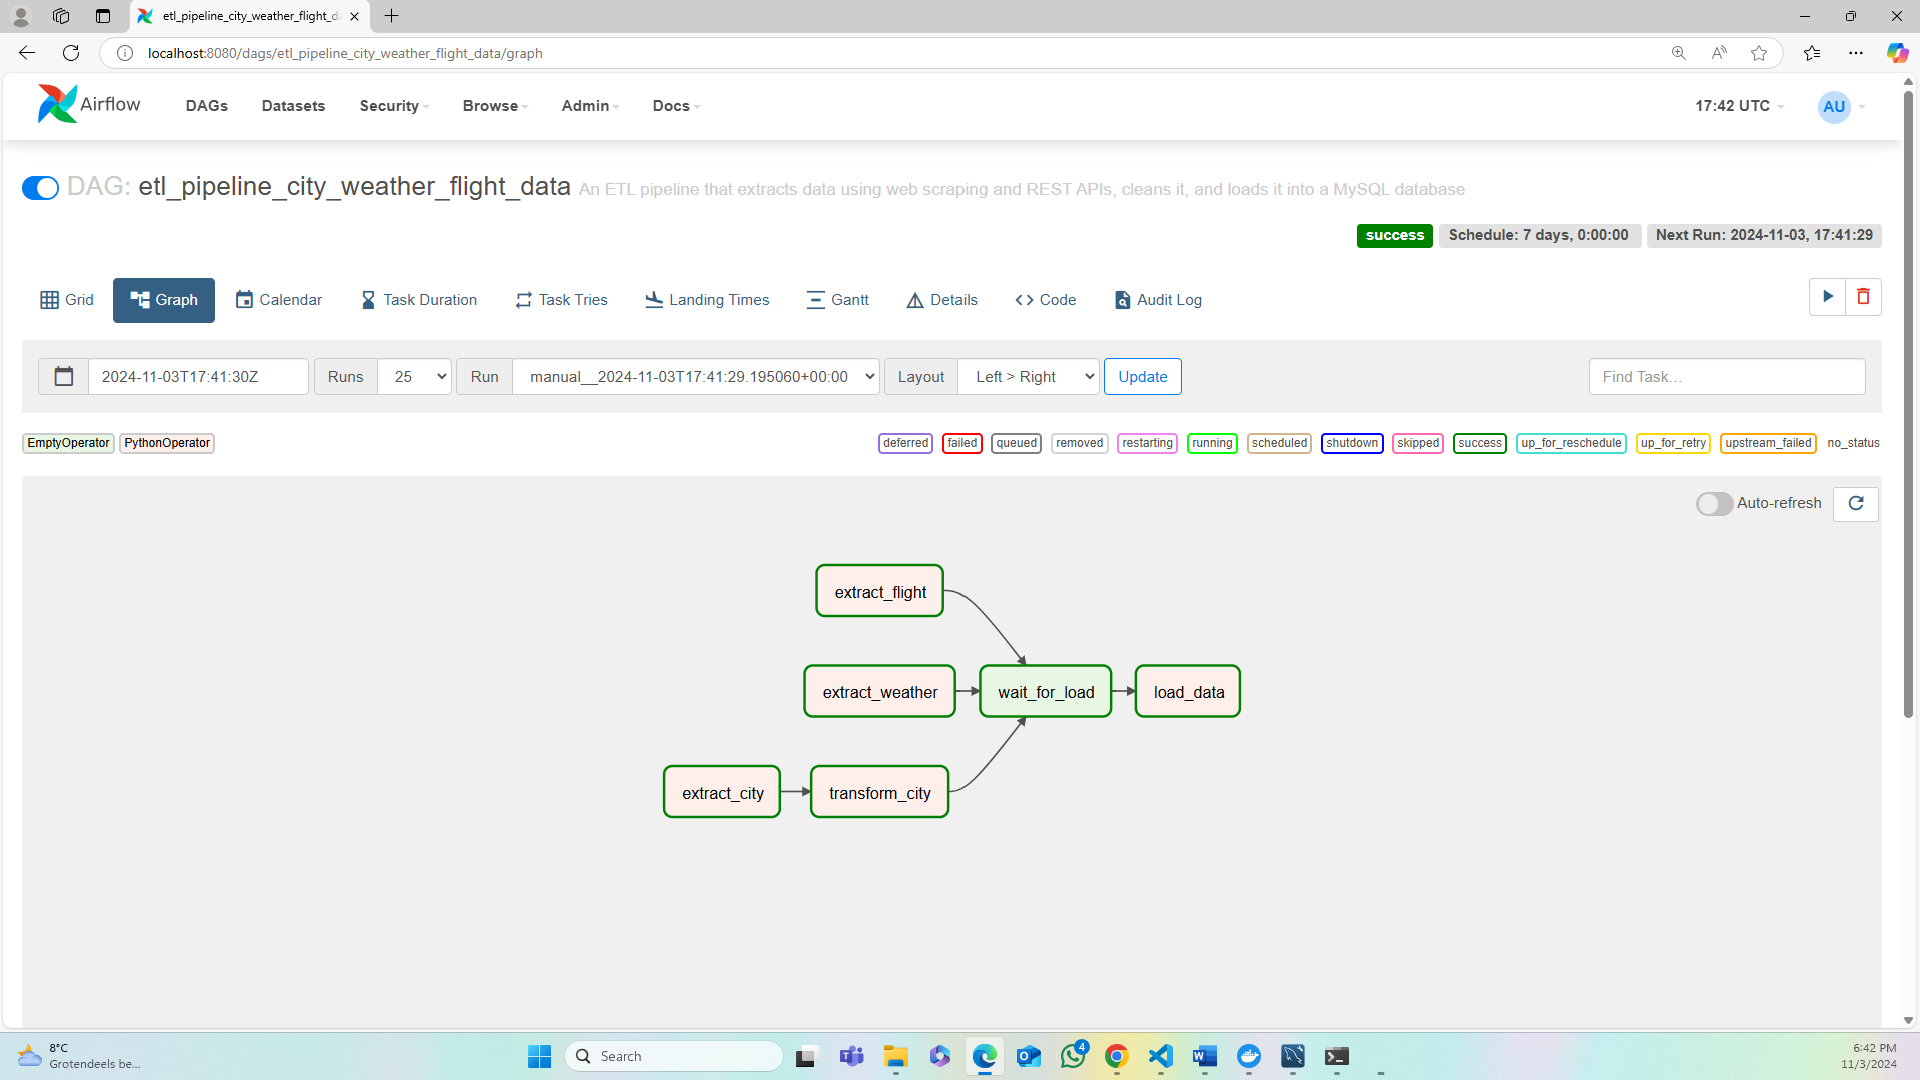 etl_pipeline_city_weather_flight_d
localhost:8080/dags/etl_pipeline_city_weather_flight_data/graph
Airflow DAGs Datasets Security Browse Admin Docs 17:42 UTC AU
DAG: etl_pipeline_city_weather_flight_data An ETL pipeline that extracts data using web scraping and REST APIs, cleans it, and loads it into a MySQL database
success Schedule: 7 days, 0:00:00 Next Run: 2024-11-03, 17:41:29
Grid Graph Calendar Task Duration Task Tries Landing Times Gantt Details Code Audit Log
2024-11-03T17:41:30Z Runs 25 Run manual__2024-11-03T17:41:29.195060+00:00 Layout Left > Right Update Find Task...
EmptyOperator PythonOperator deferred failed queued removed restarting running scheduled shutdown skipped success up_for_reschedule up_for_retry upstream_failed no_status
Auto-refresh
extract_flight
extract_weather wait_for_load load_data
extract_city transform_city
8°C
Grotendeels be...
Search
4
6:42 PM
11/3/2024